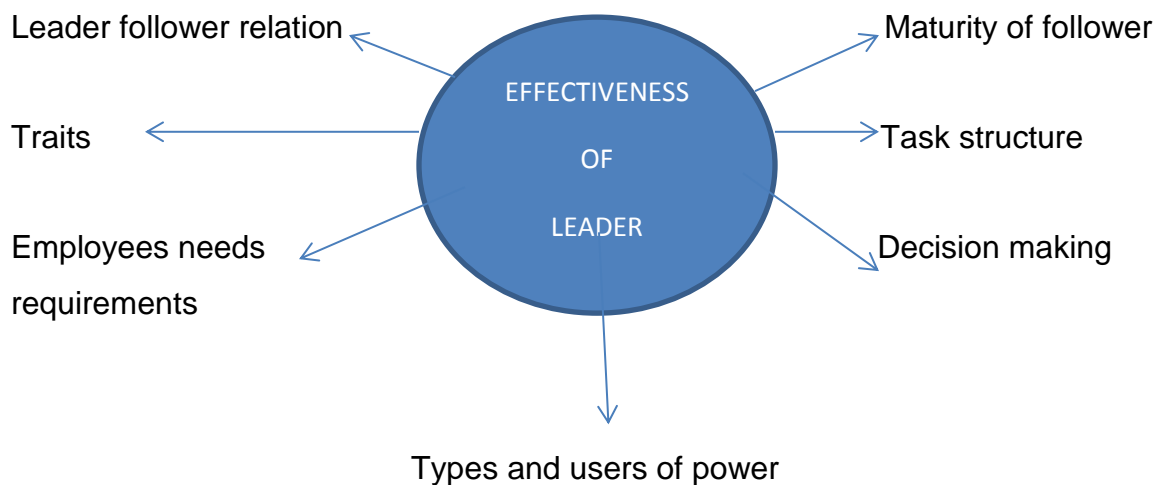 Leader follower relation
Maturity of follower
EFFECTIVENESS
OF
LEADER
Traits
Task structure
Employees needs
requirements
Decision making
Types and users of power